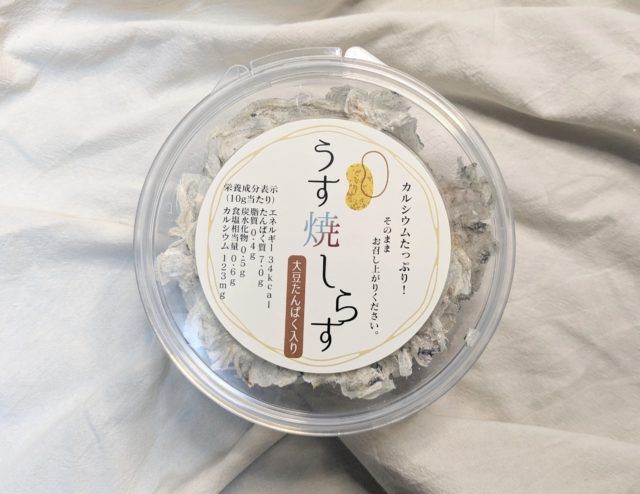 カルシウムたっぷり!
そのまま
お召し上がりください。
うす焼しらす
大豆たんぱく入り
栄養成分表示
(10g当たり)
エネルギー34kcal
たんぱく質7.0g
脂質0.4g
炭水化物0.5g
食塩相当量0.6g
カルシウム123mg